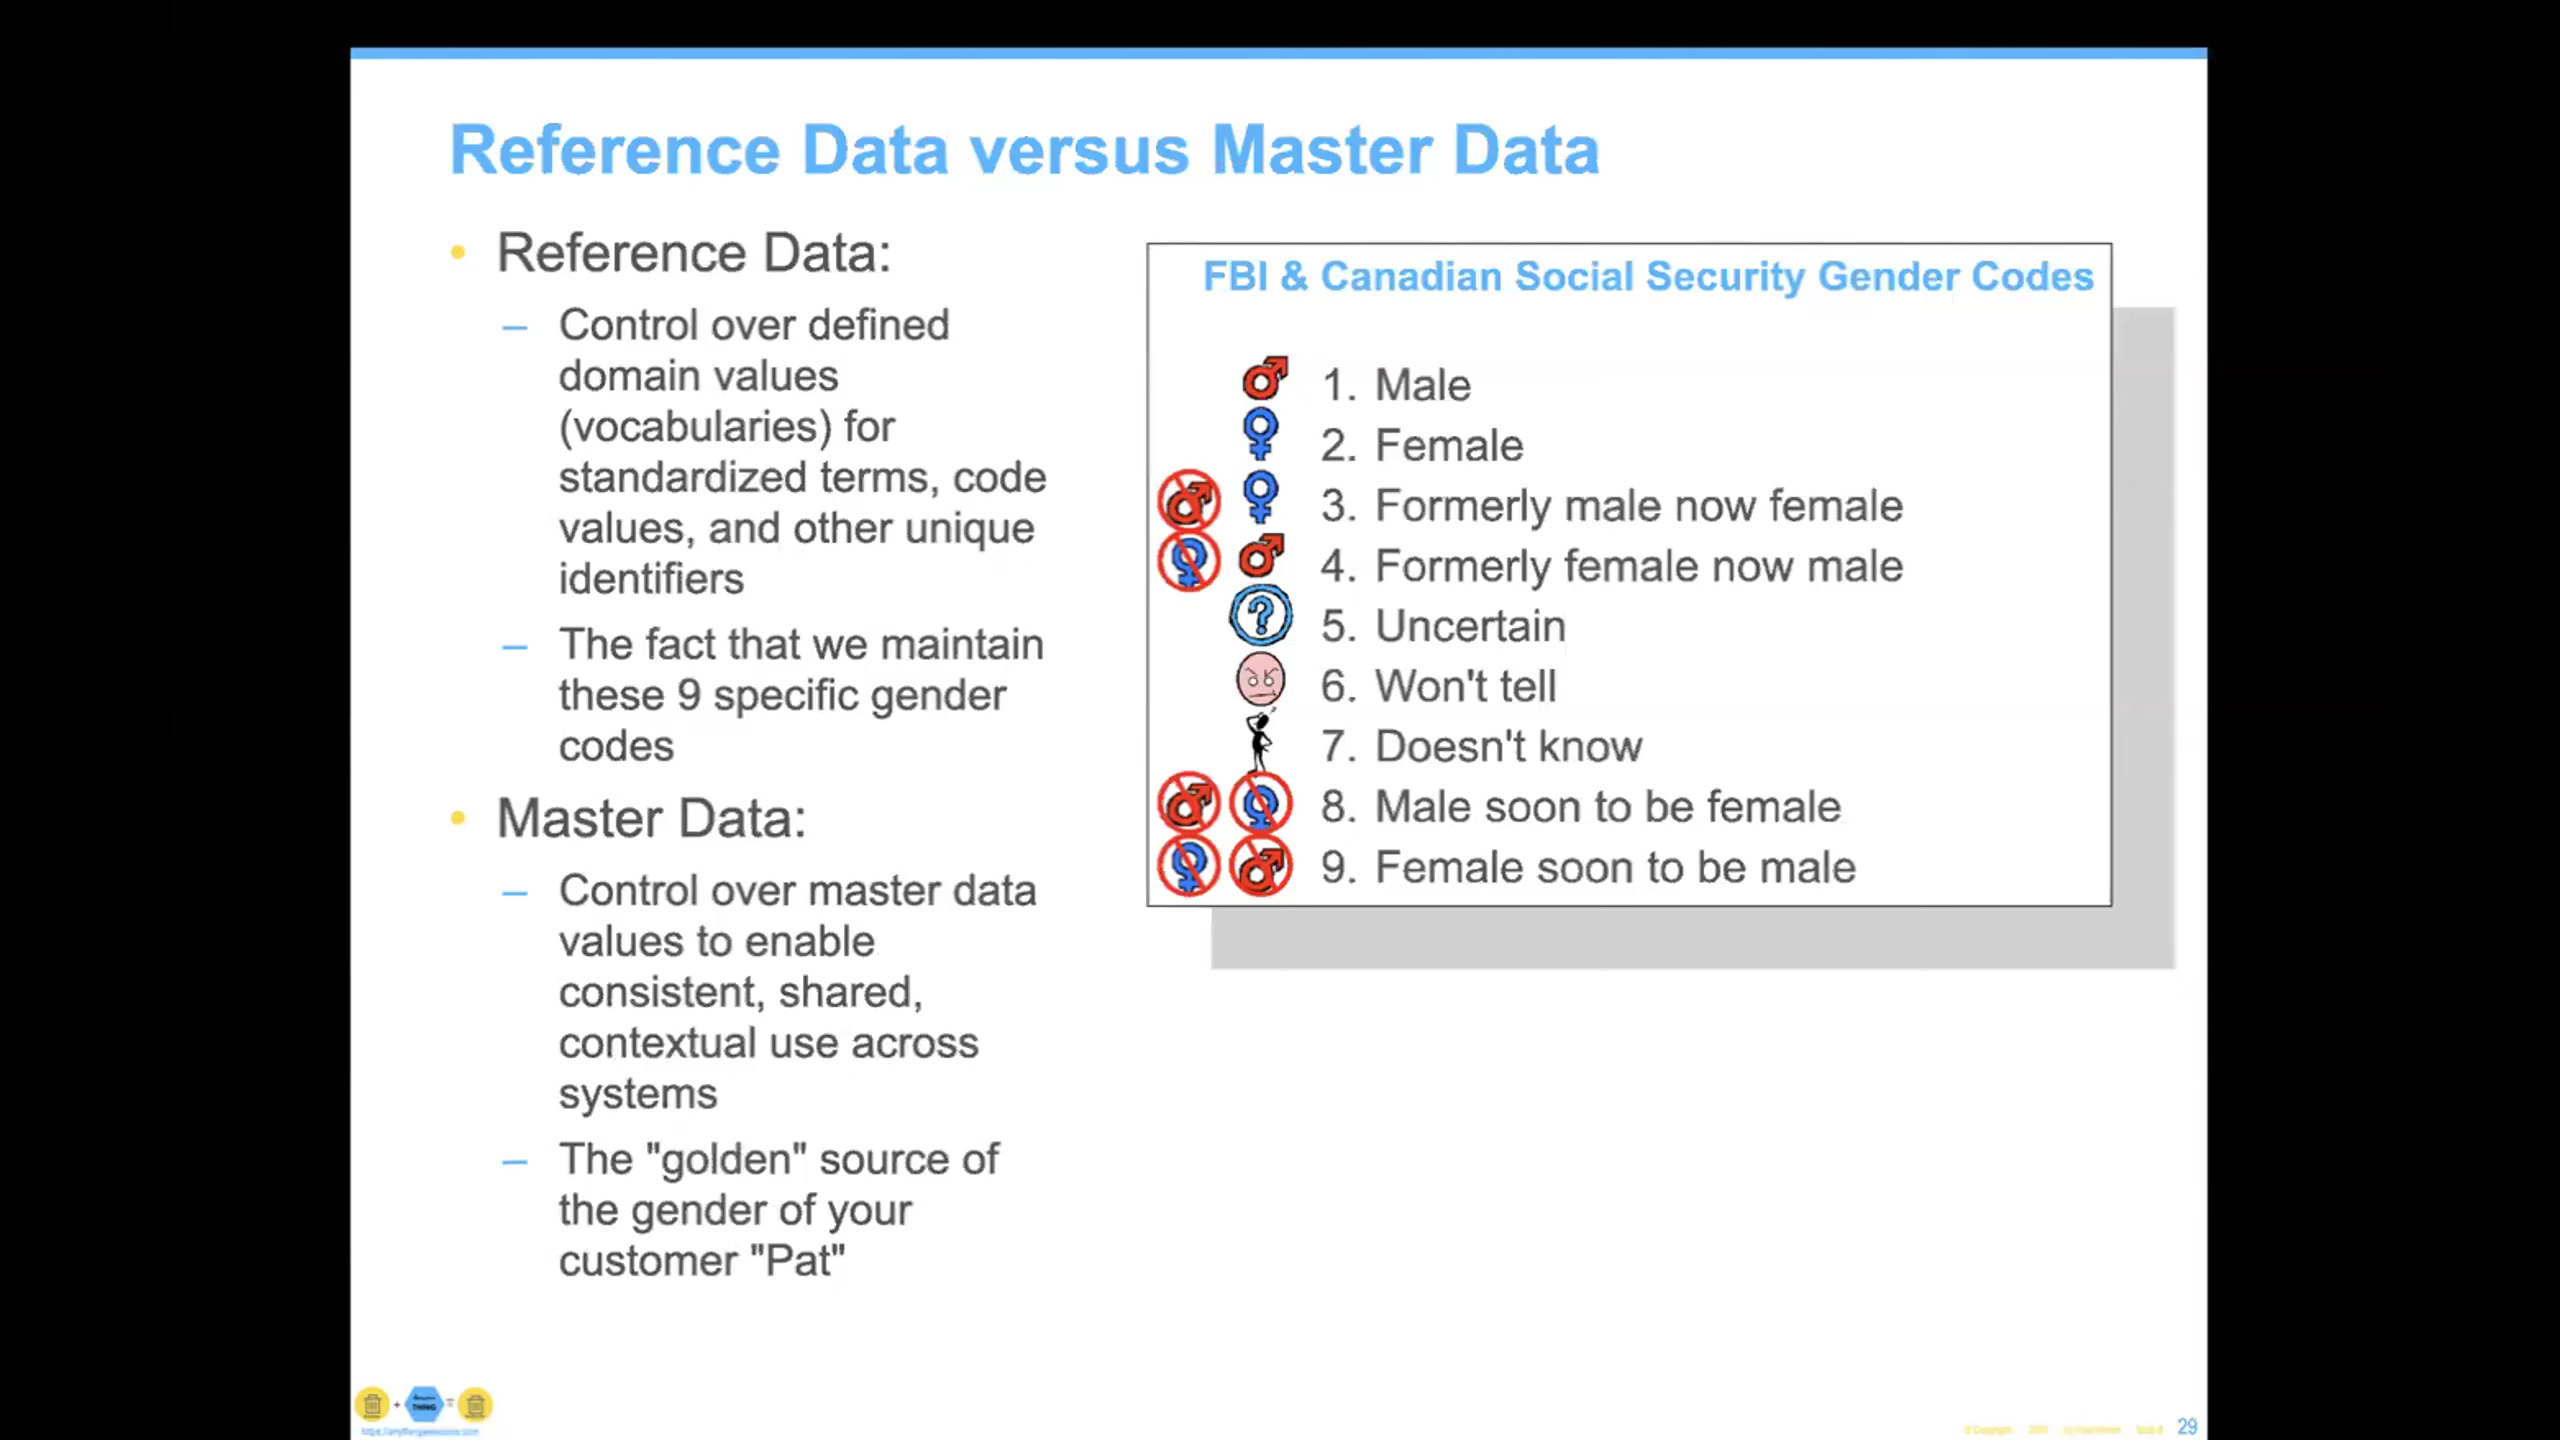 Reference Data versus Master Data
• Reference Data:
– Control over defined
domain values
(vocabularies) for
standardized terms, code
values, and other unique
identifiers
– The fact that we maintain
these 9 specific gender
codes
• Master Data:
– Control over master data
values to enable
consistent, shared,
contextual use across
systems
– The "golden" source of
the gender of your
customer "Pat"
FBI & Canadian Social Security Gender Codes
1. Male
2. Female
3. Formerly male now female
4. Formerly female now male
?
5. Uncertain
6. Won't tell
7. Doesn't know
8. Male soon to be female
9. Female soon to be male
+ THING =
29